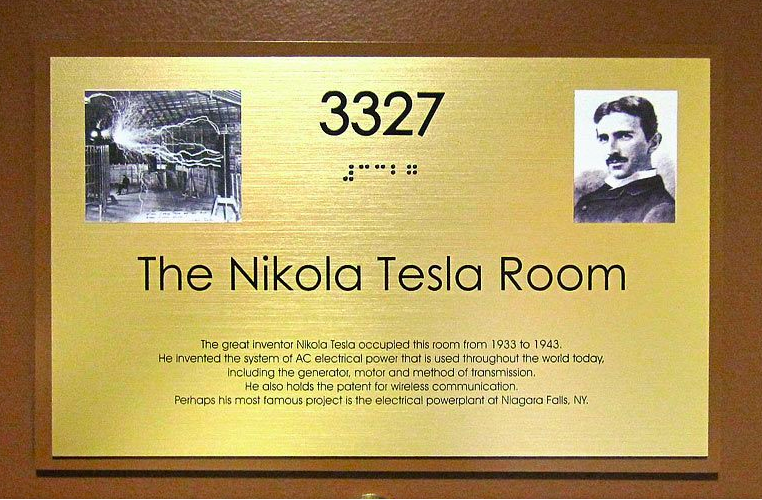 3327
⠼⠉⠉⠃⠛
The Nikola Tesla Room
The great inventor Nikola Tesla occupied this room from 1933 to 1943.
He invented the system of AC electrical power that is used throughout the world today,
including the generator, motor and method of transmission.
He also holds the patent for wireless communication.
Perhaps his most famous project is the electrical powerplant at Niagara Falls, NY.